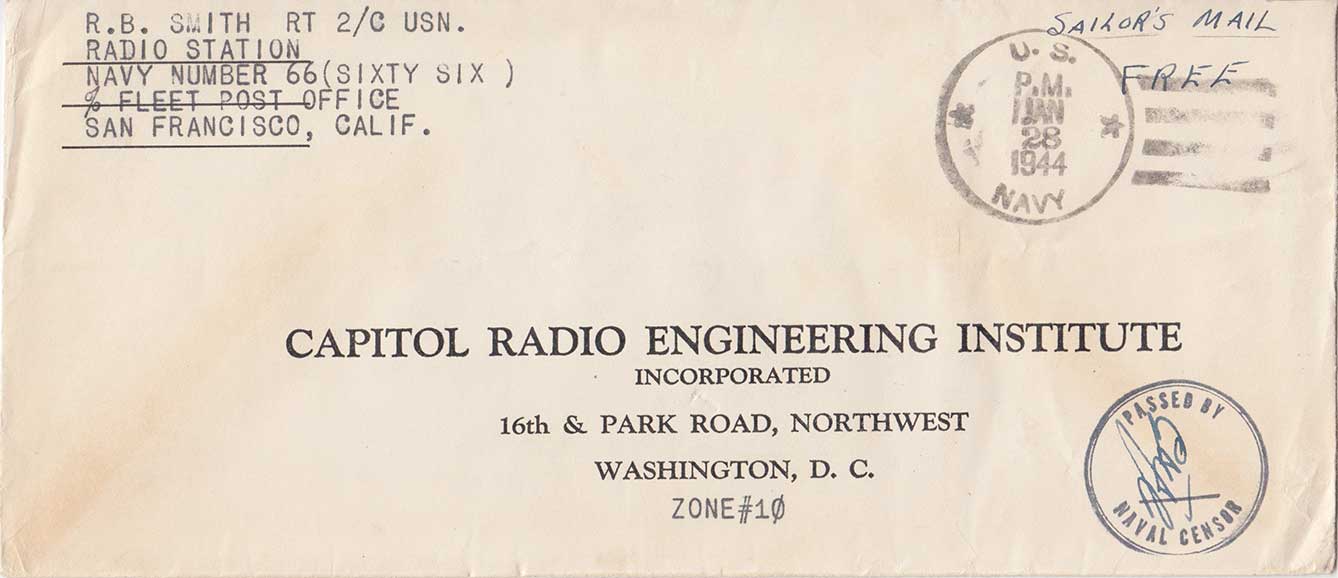 R.B. SMITH RT 2/C USN.
RADIO STATION
NAVY NUMBER 66(SIXTY SIX )
% FLEET POST OFFICE
SAN FRANCISCO, CALIF.
SAILOR'S MAIL
FREE
U. S.
P.M.
JAN
28
1944
NAVY
CAPITOL RADIO ENGINEERING INSTITUTE
INCORPORATED
16th & PARK ROAD, NORTHWEST
WASHINGTON, D. C.
ZONE#1Ø
PASSED BY
NAVAL CENSOR